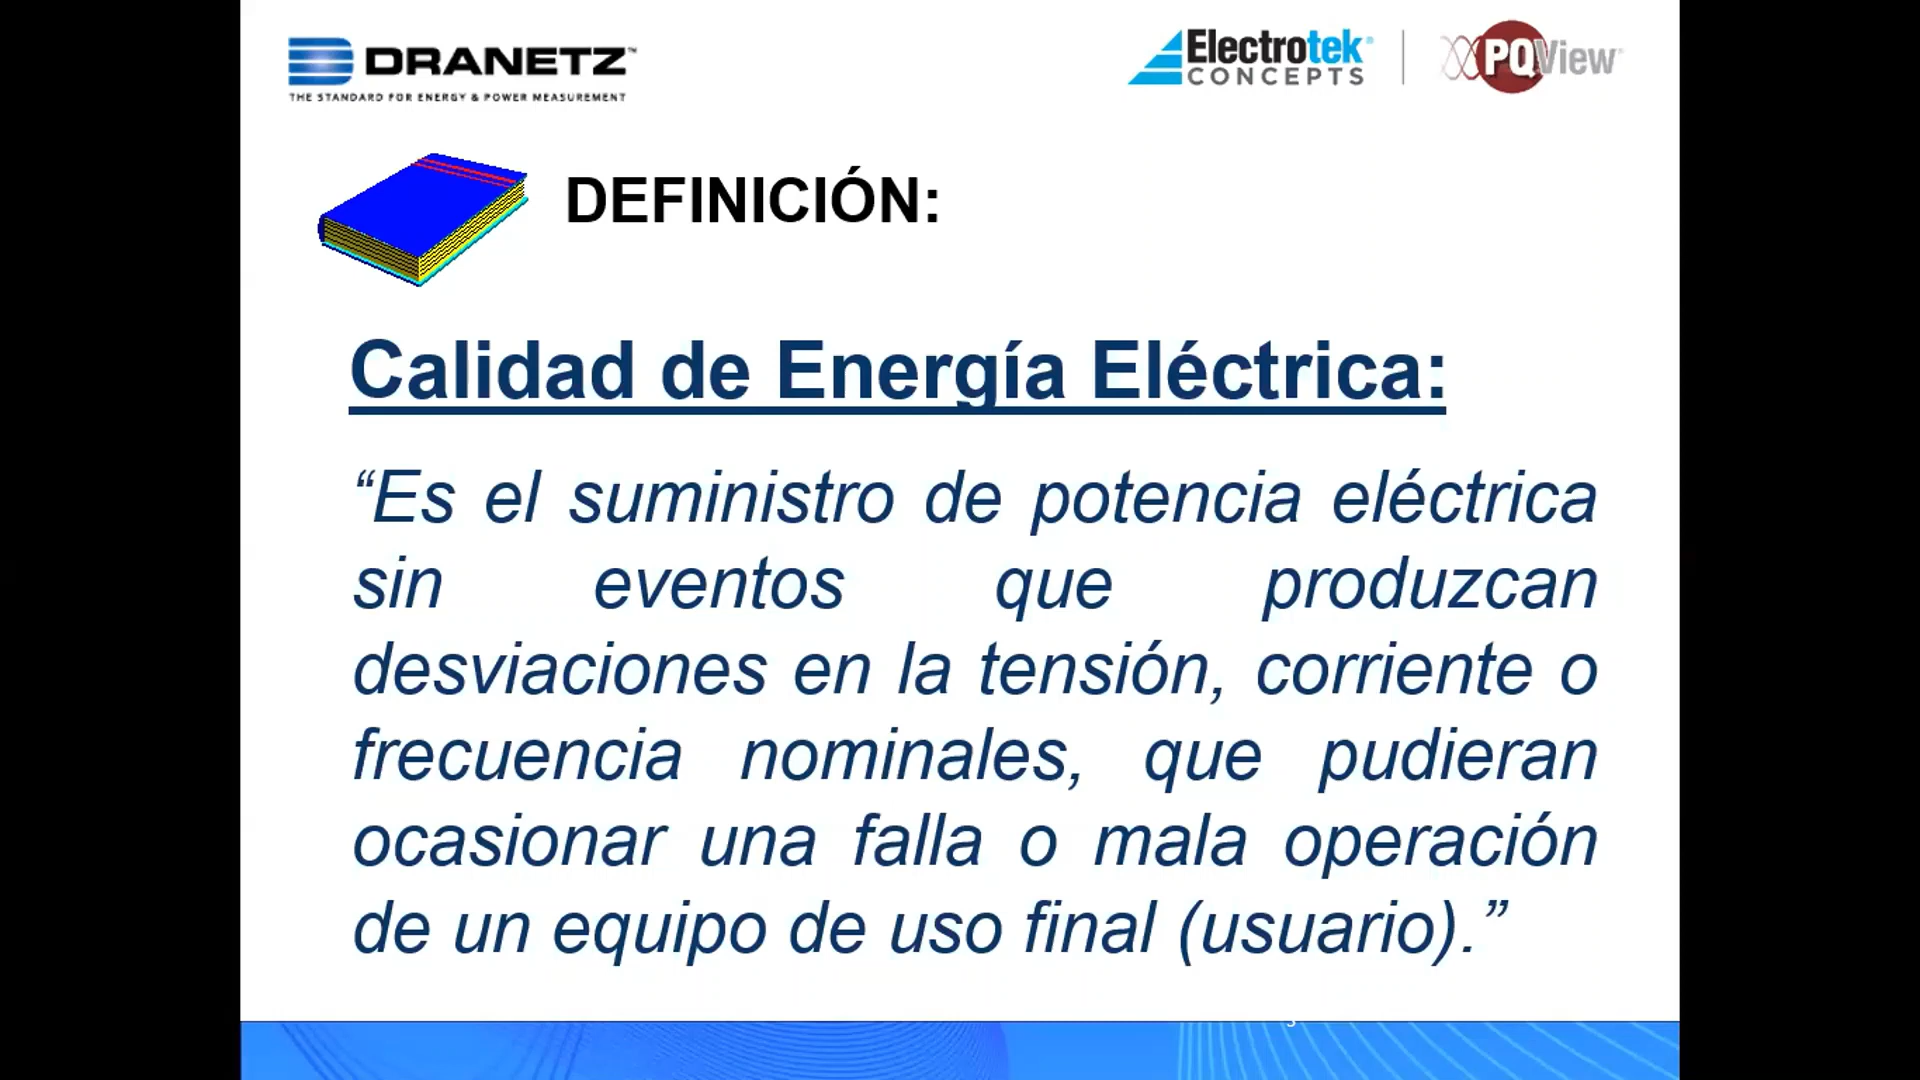 DRANETZ™
THE STANDARD FOR ENERGY & POWER MEASUREMENT
Electrotek®
CONCEPTS
PQView
DEFINICIÓN:
Calidad de Energía Eléctrica:
“Es el suministro de potencia eléctrica
sin eventos que produzcan
desviaciones en la tensión, corriente o
frecuencia nominales, que pudieran
ocasionar una falla o mala operación
de un equipo de uso final (usuario).”